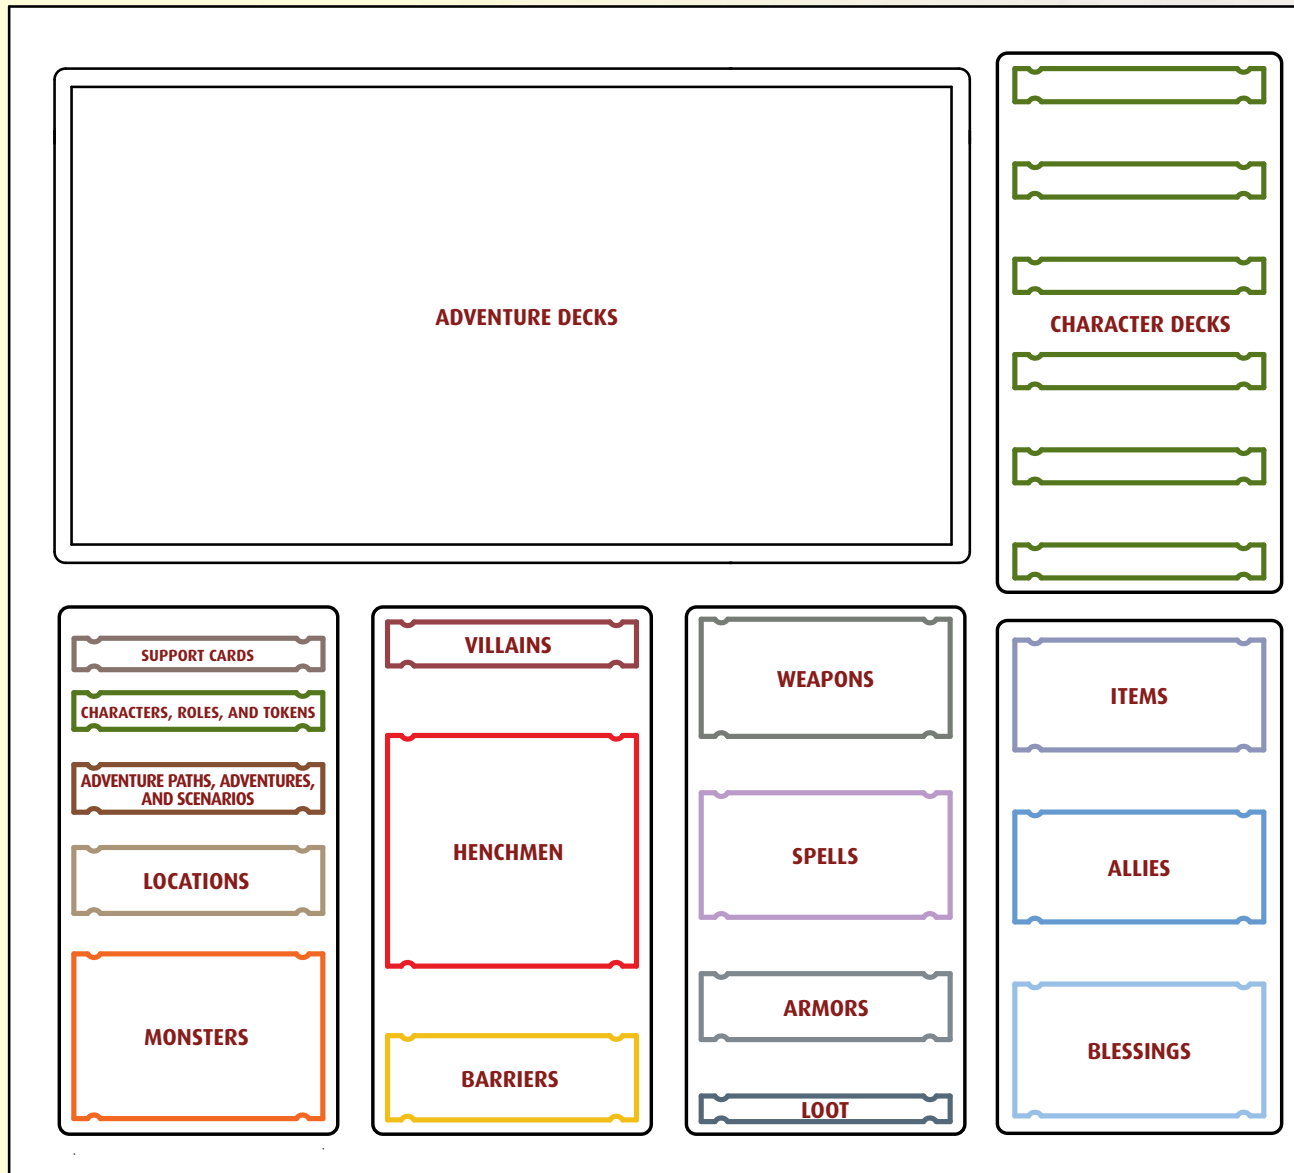 ADVENTURE DECKS
CHARACTER DECKS
SUPPORT CARDS
CHARACTERS, ROLES, AND TOKENS
ADVENTURE PATHS, ADVENTURES,
AND SCENARIOS
LOCATIONS
MONSTERS
VILLAINS
HENCHMEN
BARRIERS
WEAPONS
SPELLS
ARMORS
LOOT
ITEMS
ALLIES
BLESSINGS